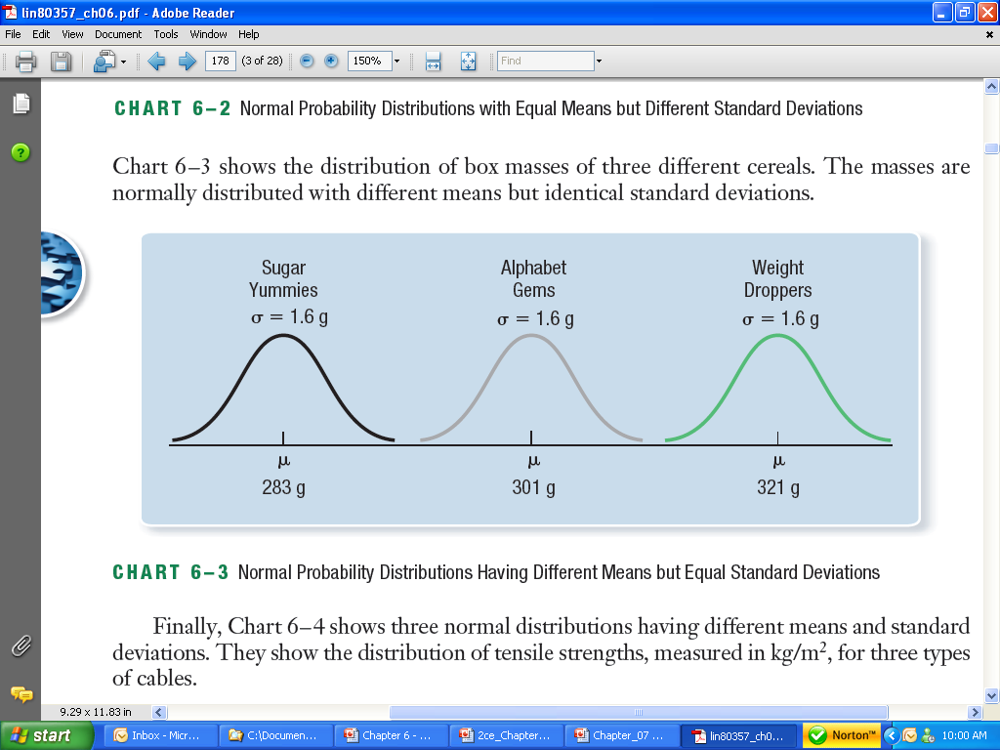 lin80357_ch06.pdf - Adobe Reader
File Edit View Document Tools Window Help
178 (3 of 28) 150% Find
CHART 6–2 Normal Probability Distributions with Equal Means but Different Standard Deviations
Chart 6–3 shows the distribution of box masses of three different cereals. The masses are
normally distributed with different means but identical standard deviations.
Sugar Alphabet Weight
Yummies Gems Droppers
σ = 1.6 g σ = 1.6 g σ = 1.6 g
μ μ μ
283 g 301 g 321 g
CHART 6–3 Normal Probability Distributions Having Different Means but Equal Standard Deviations
Finally, Chart 6–4 shows three normal distributions having different means and standard
deviations. They show the distribution of tensile strengths, measured in kg/m², for three types
of cables.
9.29 x 11.83 in
start Inbox - Micr... C:\Documen... Chapter 6 - ... 2ce_Chapter... Chapter_07 ... lin80357_ch0... Norton™ 10:00 AM